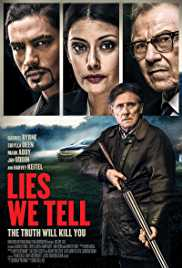 GABRIEL BYRNE SIBYLLA DEEN
MARK ADDY JAN UDDIN
AND HARVEY KEITEL
LIES
WE TELL
THE TRUTH WILL KILL YOU